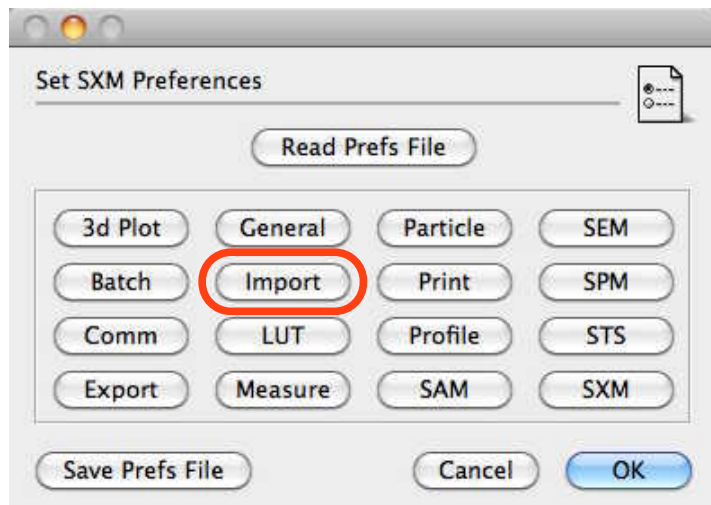 Set SXM Preferences
Read Prefs File
3d Plot General Particle SEM
Batch Import Print SPM
Comm LUT Profile STS
Export Measure SAM SXM
Save Prefs File Cancel OK